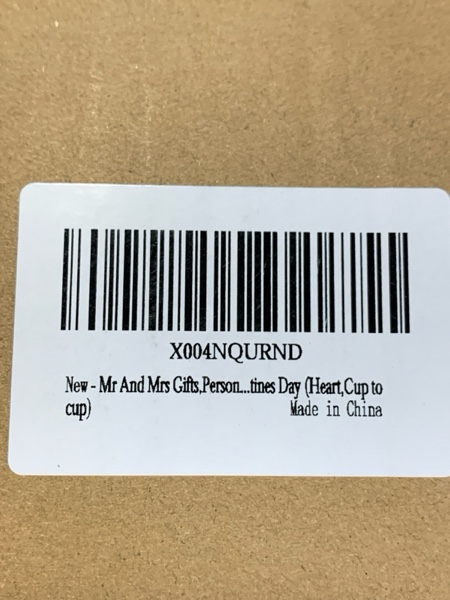 X004NQURND
New - Mr And Mrs Gifts,Person...tines Day (Heart,Cup to
cup) Made in China